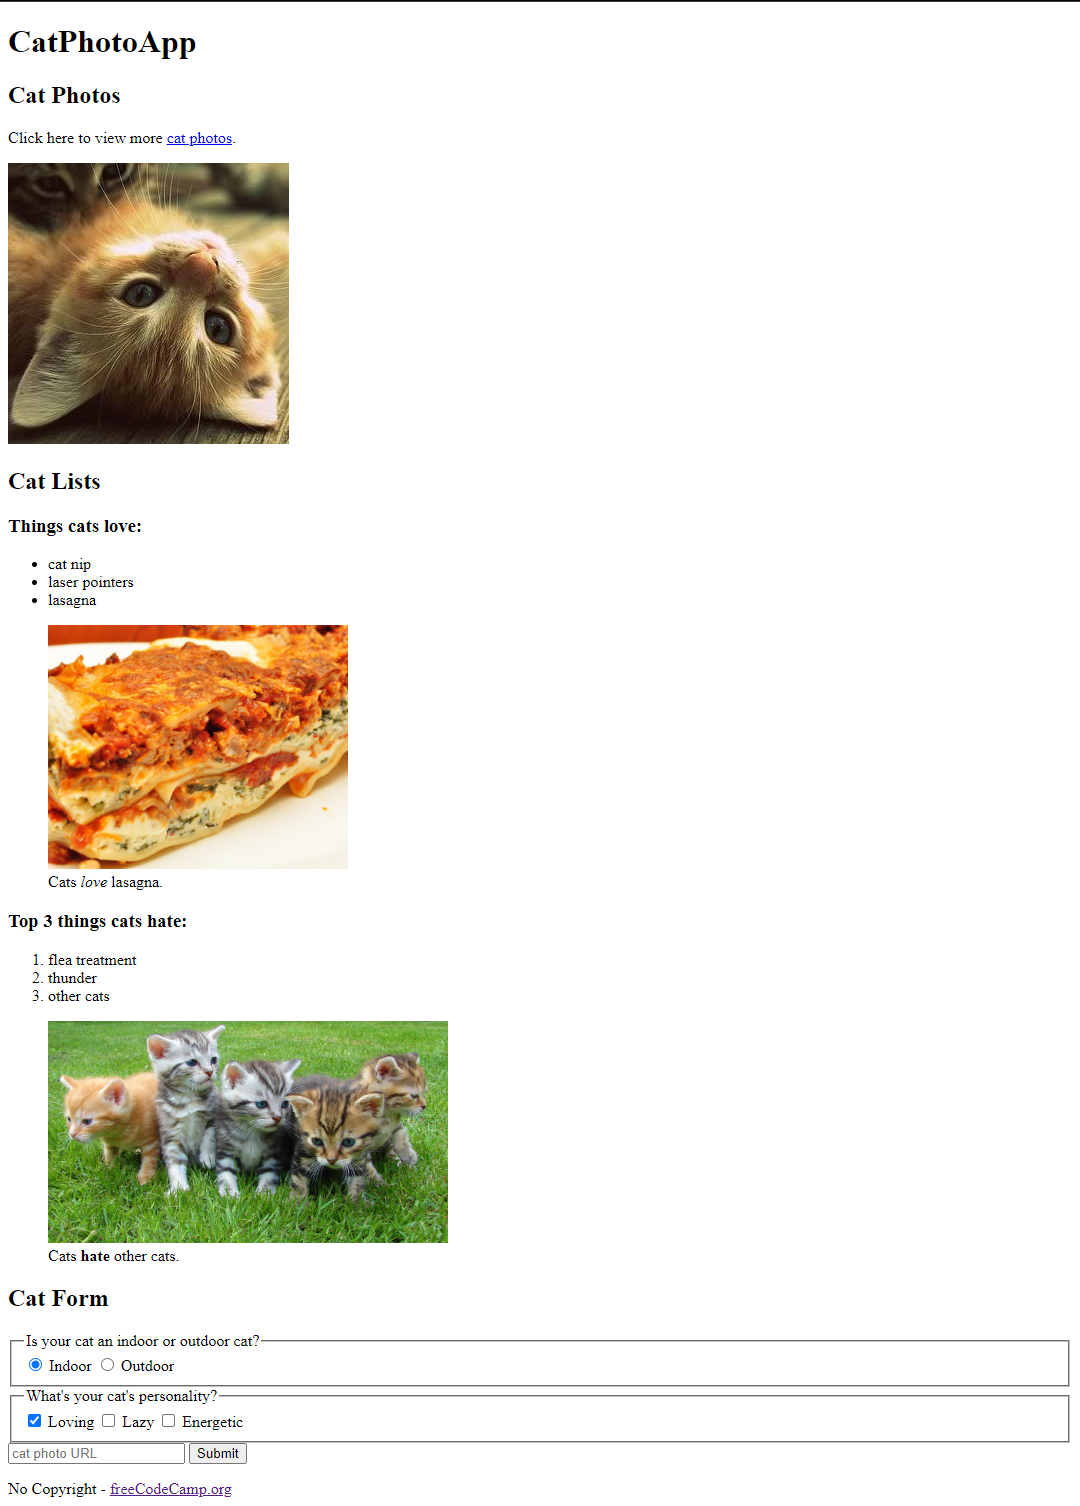 CatPhotoApp
Cat Photos
Click here to view more cat photos.
Cat Lists
Things cats love:
• cat nip
• laser pointers
• lasagna
Cats love lasagna.
Top 3 things cats hate:
1. flea treatment
2. thunder
3. other cats
Cats hate other cats.
Cat Form
Is your cat an indoor or outdoor cat?
Indoor Outdoor
What's your cat's personality?
Loving Lazy Energetic
cat photo URL Submit
No Copyright - freeCodeCamp.org